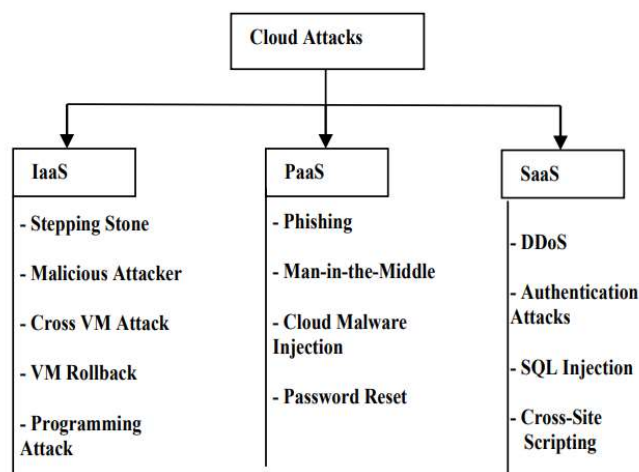 Cloud Attacks
IaaS
- Stepping Stone
- Malicious Attacker
- Cross VM Attack
- VM Rollback
- Programming
Attack
PaaS
- Phishing
- Man-in-the-Middle
- Cloud Malware
Injection
- Password Reset
SaaS
- DDoS
- Authentication
Attacks
- SQL Injection
- Cross-Site
Scripting